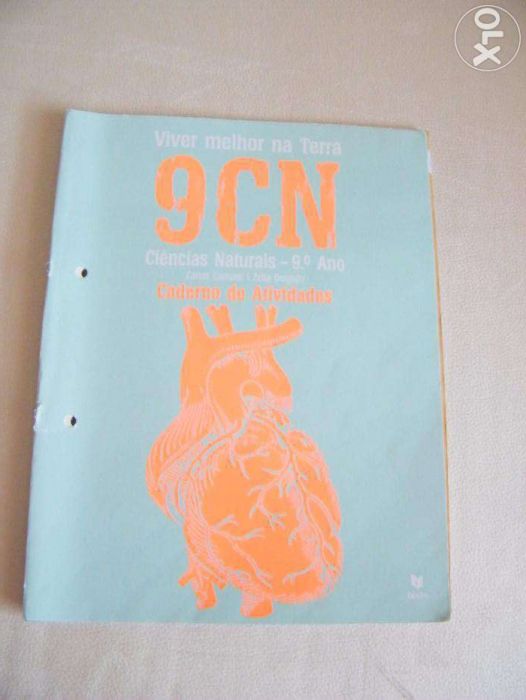 OLX
Viver melhor na Terra
9CN
Ciências Naturais - 9.º Ano
Caderno de Atividades